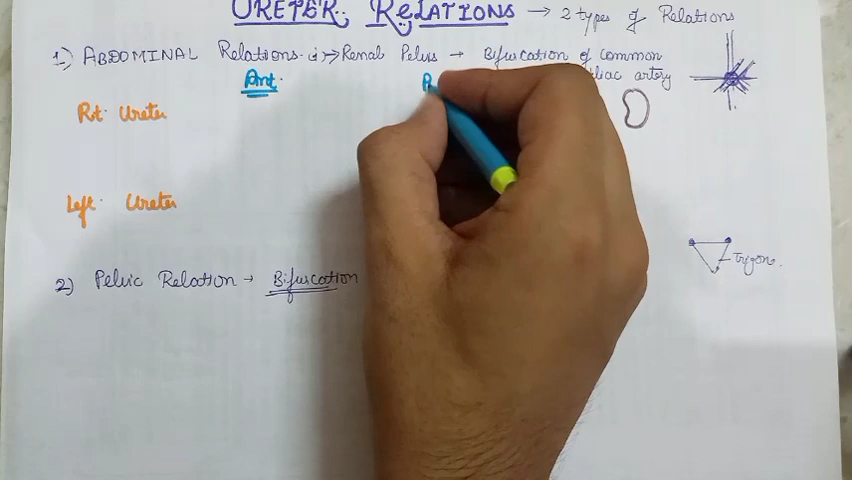 URETER RELATIONS → 2 types of Relations
1) ABDOMINAL Relations. Renal Pelvis → Bifurcation of common
iliac artery
Ant.
Rt. Ureter
Left Ureter
trigone.
2) Pelvic Relation → Bifurcation